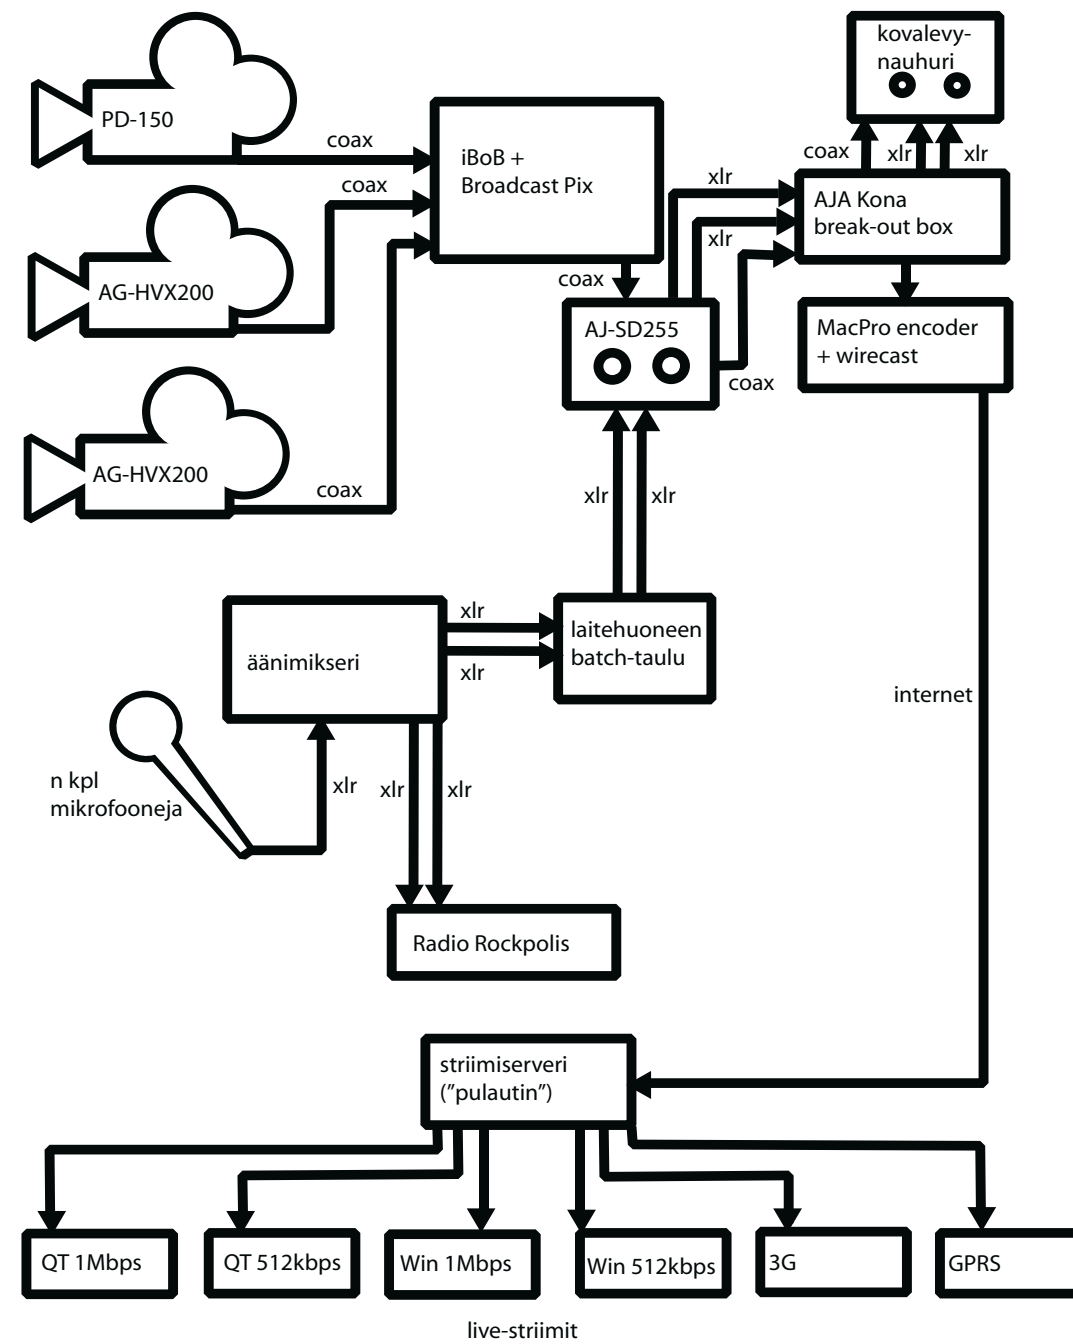 kovalevy-
nauhuri
PD-150
coax
iBoB +
Broadcast Pix
coax
xlr
xlr
coax
xlr
AJA Kona
break-out box
AG-HVX200
xlr
coax
AJ-SD255
MacPro encoder
+ wirecast
coax
AG-HVX200
coax
xlr
xlr
xlr
laitehuoneen
batch-taulu
äänimikseri
xlr
internet
n kpl
mikrofooneja
xlr
xlr
xlr
Radio Rockpolis
striimiserveri
("pulautin")
QT 1Mbps
QT 512kbps
Win 1Mbps
Win 512kbps
3G
GPRS
live-striimit